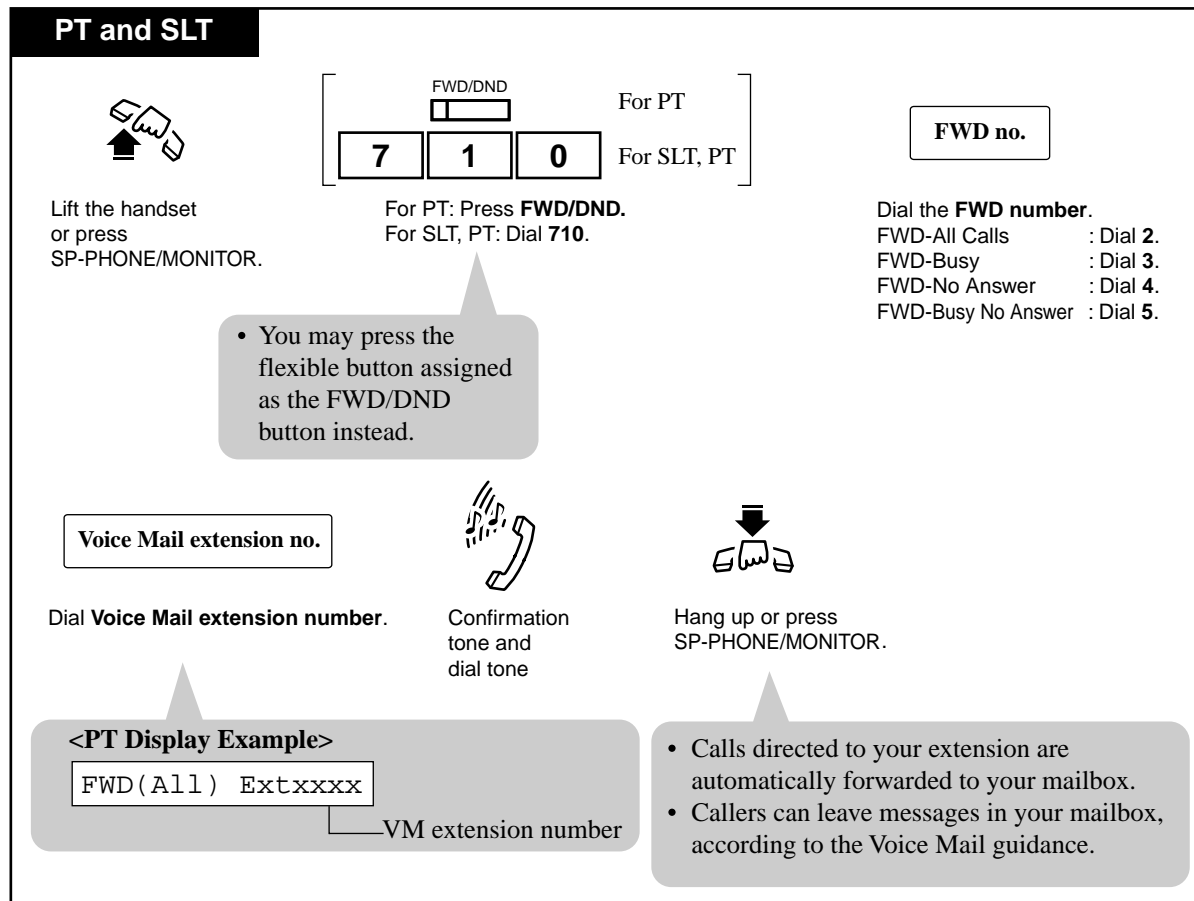 PT and SLT
FWD/DND
For PT
7 1 0 For SLT, PT
FWD no.
Lift the handset
or press
SP-PHONE/MONITOR.
For PT: Press FWD/DND.
For SLT, PT: Dial 710.
Dial the FWD number.
FWD-All Calls : Dial 2.
FWD-Busy : Dial 3.
FWD-No Answer : Dial 4.
FWD-Busy No Answer : Dial 5.
• You may press the
flexible button assigned
as the FWD/DND
button instead.
Voice Mail extension no.
Dial Voice Mail extension number.
Confirmation
tone and
dial tone
Hang up or press
SP-PHONE/MONITOR.
<PT Display Example>
FWD(All) Extxxxx
VM extension number
• Calls directed to your extension are
automatically forwarded to your mailbox.
• Callers can leave messages in your mailbox,
according to the Voice Mail guidance.